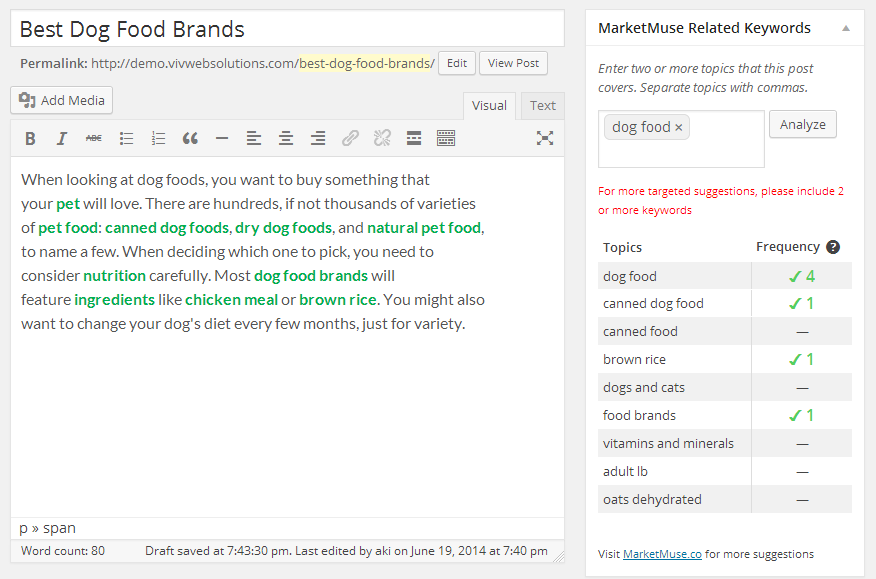 Best Dog Food Brands
Permalink: http://demo.vivwebsolutions.com/best-dog-food-brands/ Edit View Post
Add Media
Visual Text
B I ABC
When looking at dog foods, you want to buy something that
your pet will love. There are hundreds, if not thousands of varieties
of pet food: canned dog foods, dry dog foods, and natural pet food,
to name a few. When deciding which one to pick, you need to
consider nutrition carefully. Most dog food brands will
feature ingredients like chicken meal or brown rice. You might also
want to change your dog's diet every few months, just for variety.
p » span
Word count: 80 Draft saved at 7:43:30 pm. Last edited by aki on June 19, 2014 at 7:40 pm
MarketMuse Related Keywords
Enter two or more topics that this post
covers. Separate topics with commas.
dog food × Analyze
For more targeted suggestions, please include 2
or more keywords
Topics Frequency ?
dog food ✓ 4
canned dog food ✓ 1
canned food —
brown rice ✓ 1
dogs and cats —
food brands ✓ 1
vitamins and minerals —
adult lb —
oats dehydrated —
Visit MarketMuse.co for more suggestions